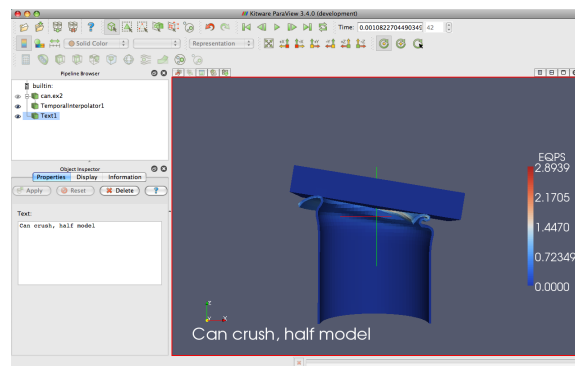 Kitware ParaView 3.4.0 (development)
Time: 0.0010822704490349 42
Solid Color
Representation
Pipeline Browser
builtin:
can.ex2
TemporalInterpolator1
Text1
Object Inspector
Properties Display Information
Apply Reset Delete ?
Text:
Can crush, half model
EQPS
2.8939
2.1705
1.4470
0.72349
0.0000
Can crush, half model